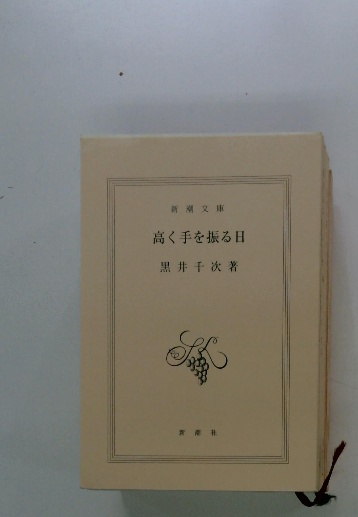 新潮文庫
高く手を振る日
黒井千次著
新潮社